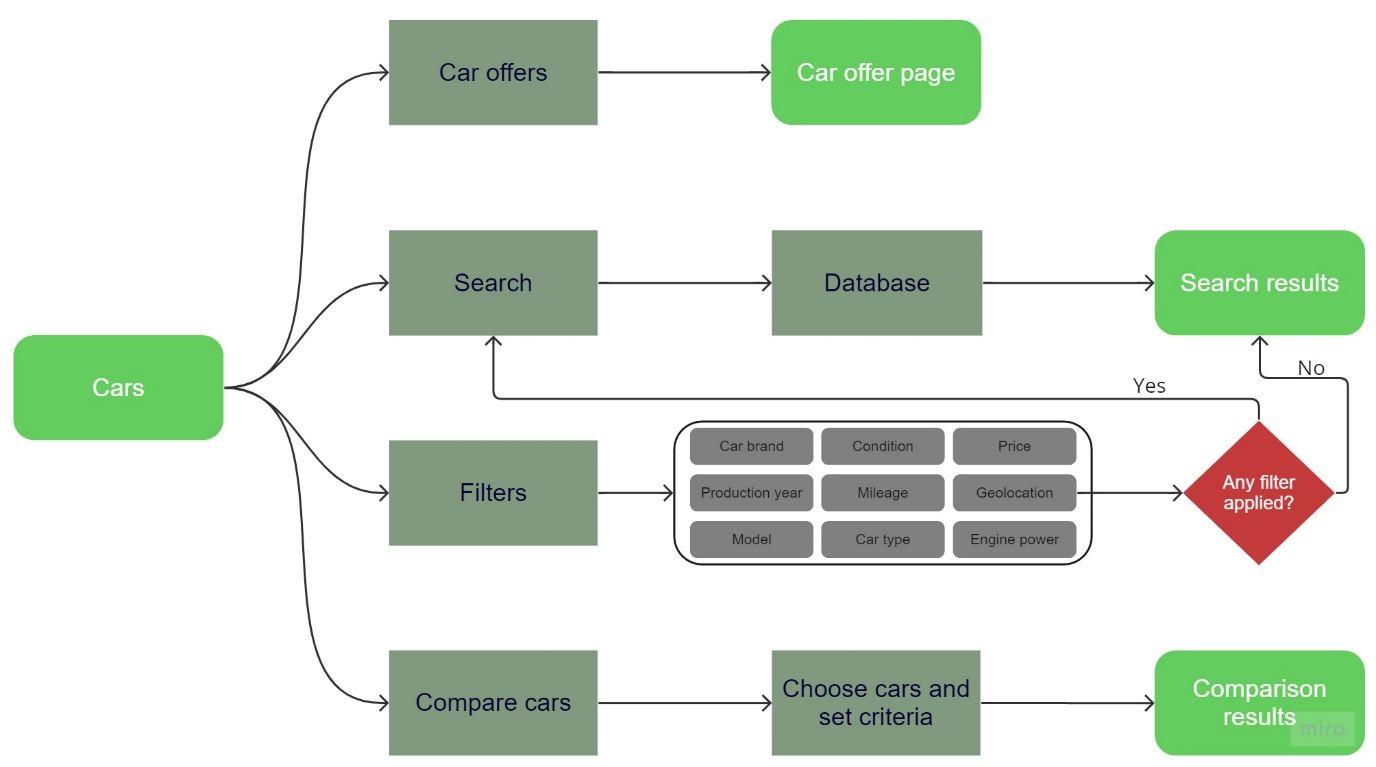 Car offers
Car offer page
Search
Database
Search results
Cars
No
Yes
Filters
Car brand
Condition
Price
Production year
Mileage
Geolocation
Model
Car type
Engine power
Any filter
applied?
Compare cars
Choose cars and
set criteria
Comparison
results
miro